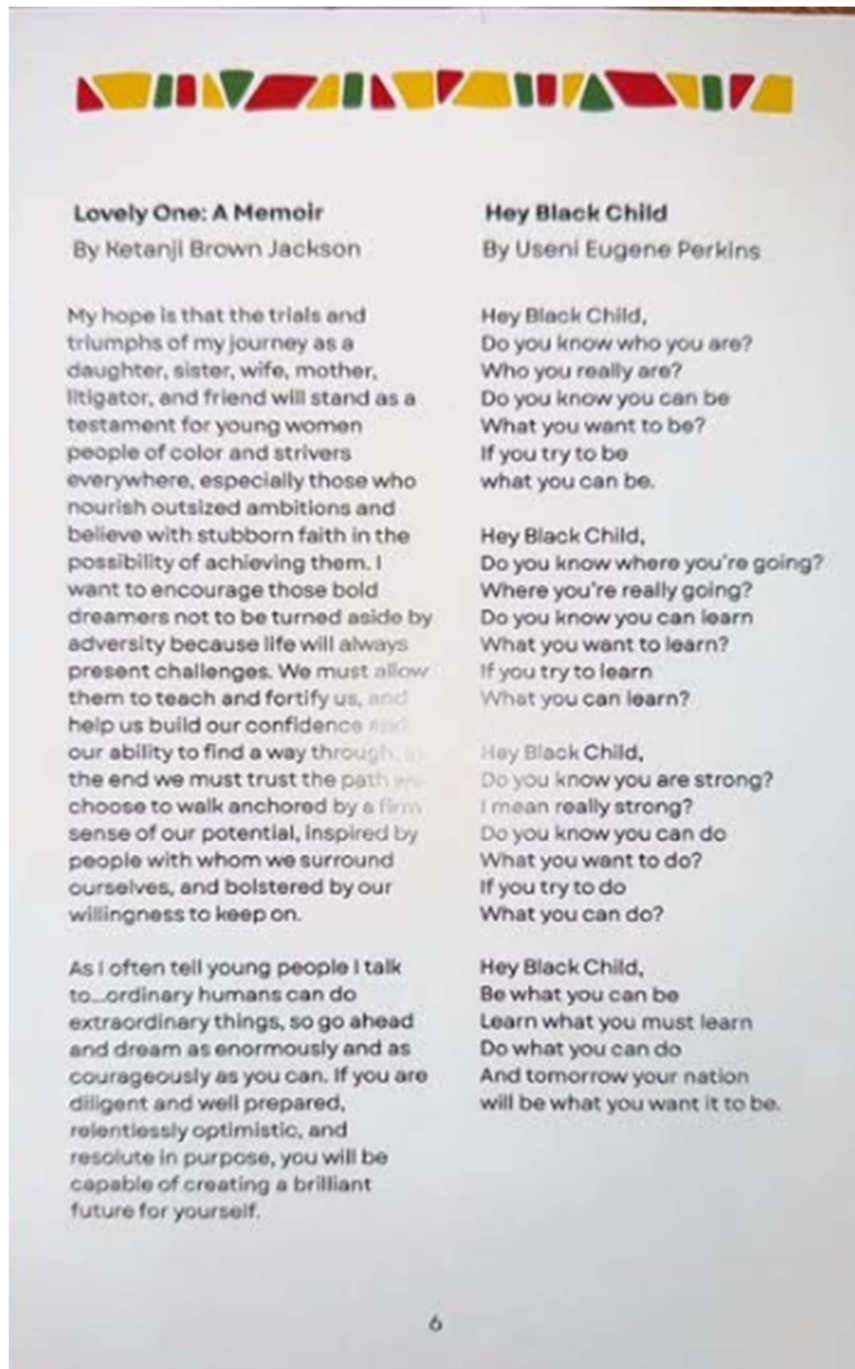 Lovely One: A Memoir
By Ketanji Brown Jackson
My hope is that the trials and
triumphs of my journey as a
daughter, sister, wife, mother,
litigator, and friend will stand as a
testament for young women
people of color and strivers
everywhere, especially those who
nourish outsized ambitions and
believe with stubborn faith in the
possibility of achieving them. I
want to encourage those bold
dreamers not to be turned aside by
adversity because life will always
present challenges. We must allow
them to teach and fortify us, and
help us build our confidence and
our ability to find a way through.
the end we must trust the path we
choose to walk anchored by a firm
sense of our potential, inspired by
people with whom we surround
ourselves, and bolstered by our
willingness to keep on.
As I often tell young people I talk
to...ordinary humans can do
extraordinary things, so go ahead
and dream as enormously and as
courageously as you can. If you are
diligent and well prepared,
relentlessly optimistic, and
resolute in purpose, you will be
capable of creating a brilliant
future for yourself.
Hey Black Child
By Useni Eugene Perkins
Hey Black Child,
Do you know who you are?
Who you really are?
Do you know you can be
What you want to be?
If you try to be
what you can be.
Hey Black Child,
Do you know where you're going?
Where you're really going?
Do you know you can learn
What you want to learn?
If you try to learn
What you can learn?
Hey Black Child,
Do you know you are strong?
I mean really strong?
Do you know you can do
What you want to do?
If you try to do
What you can do?
Hey Black Child,
Be what you can be
Learn what you must learn
Do what you can do
And tomorrow your nation
will be what you want it to be.
6